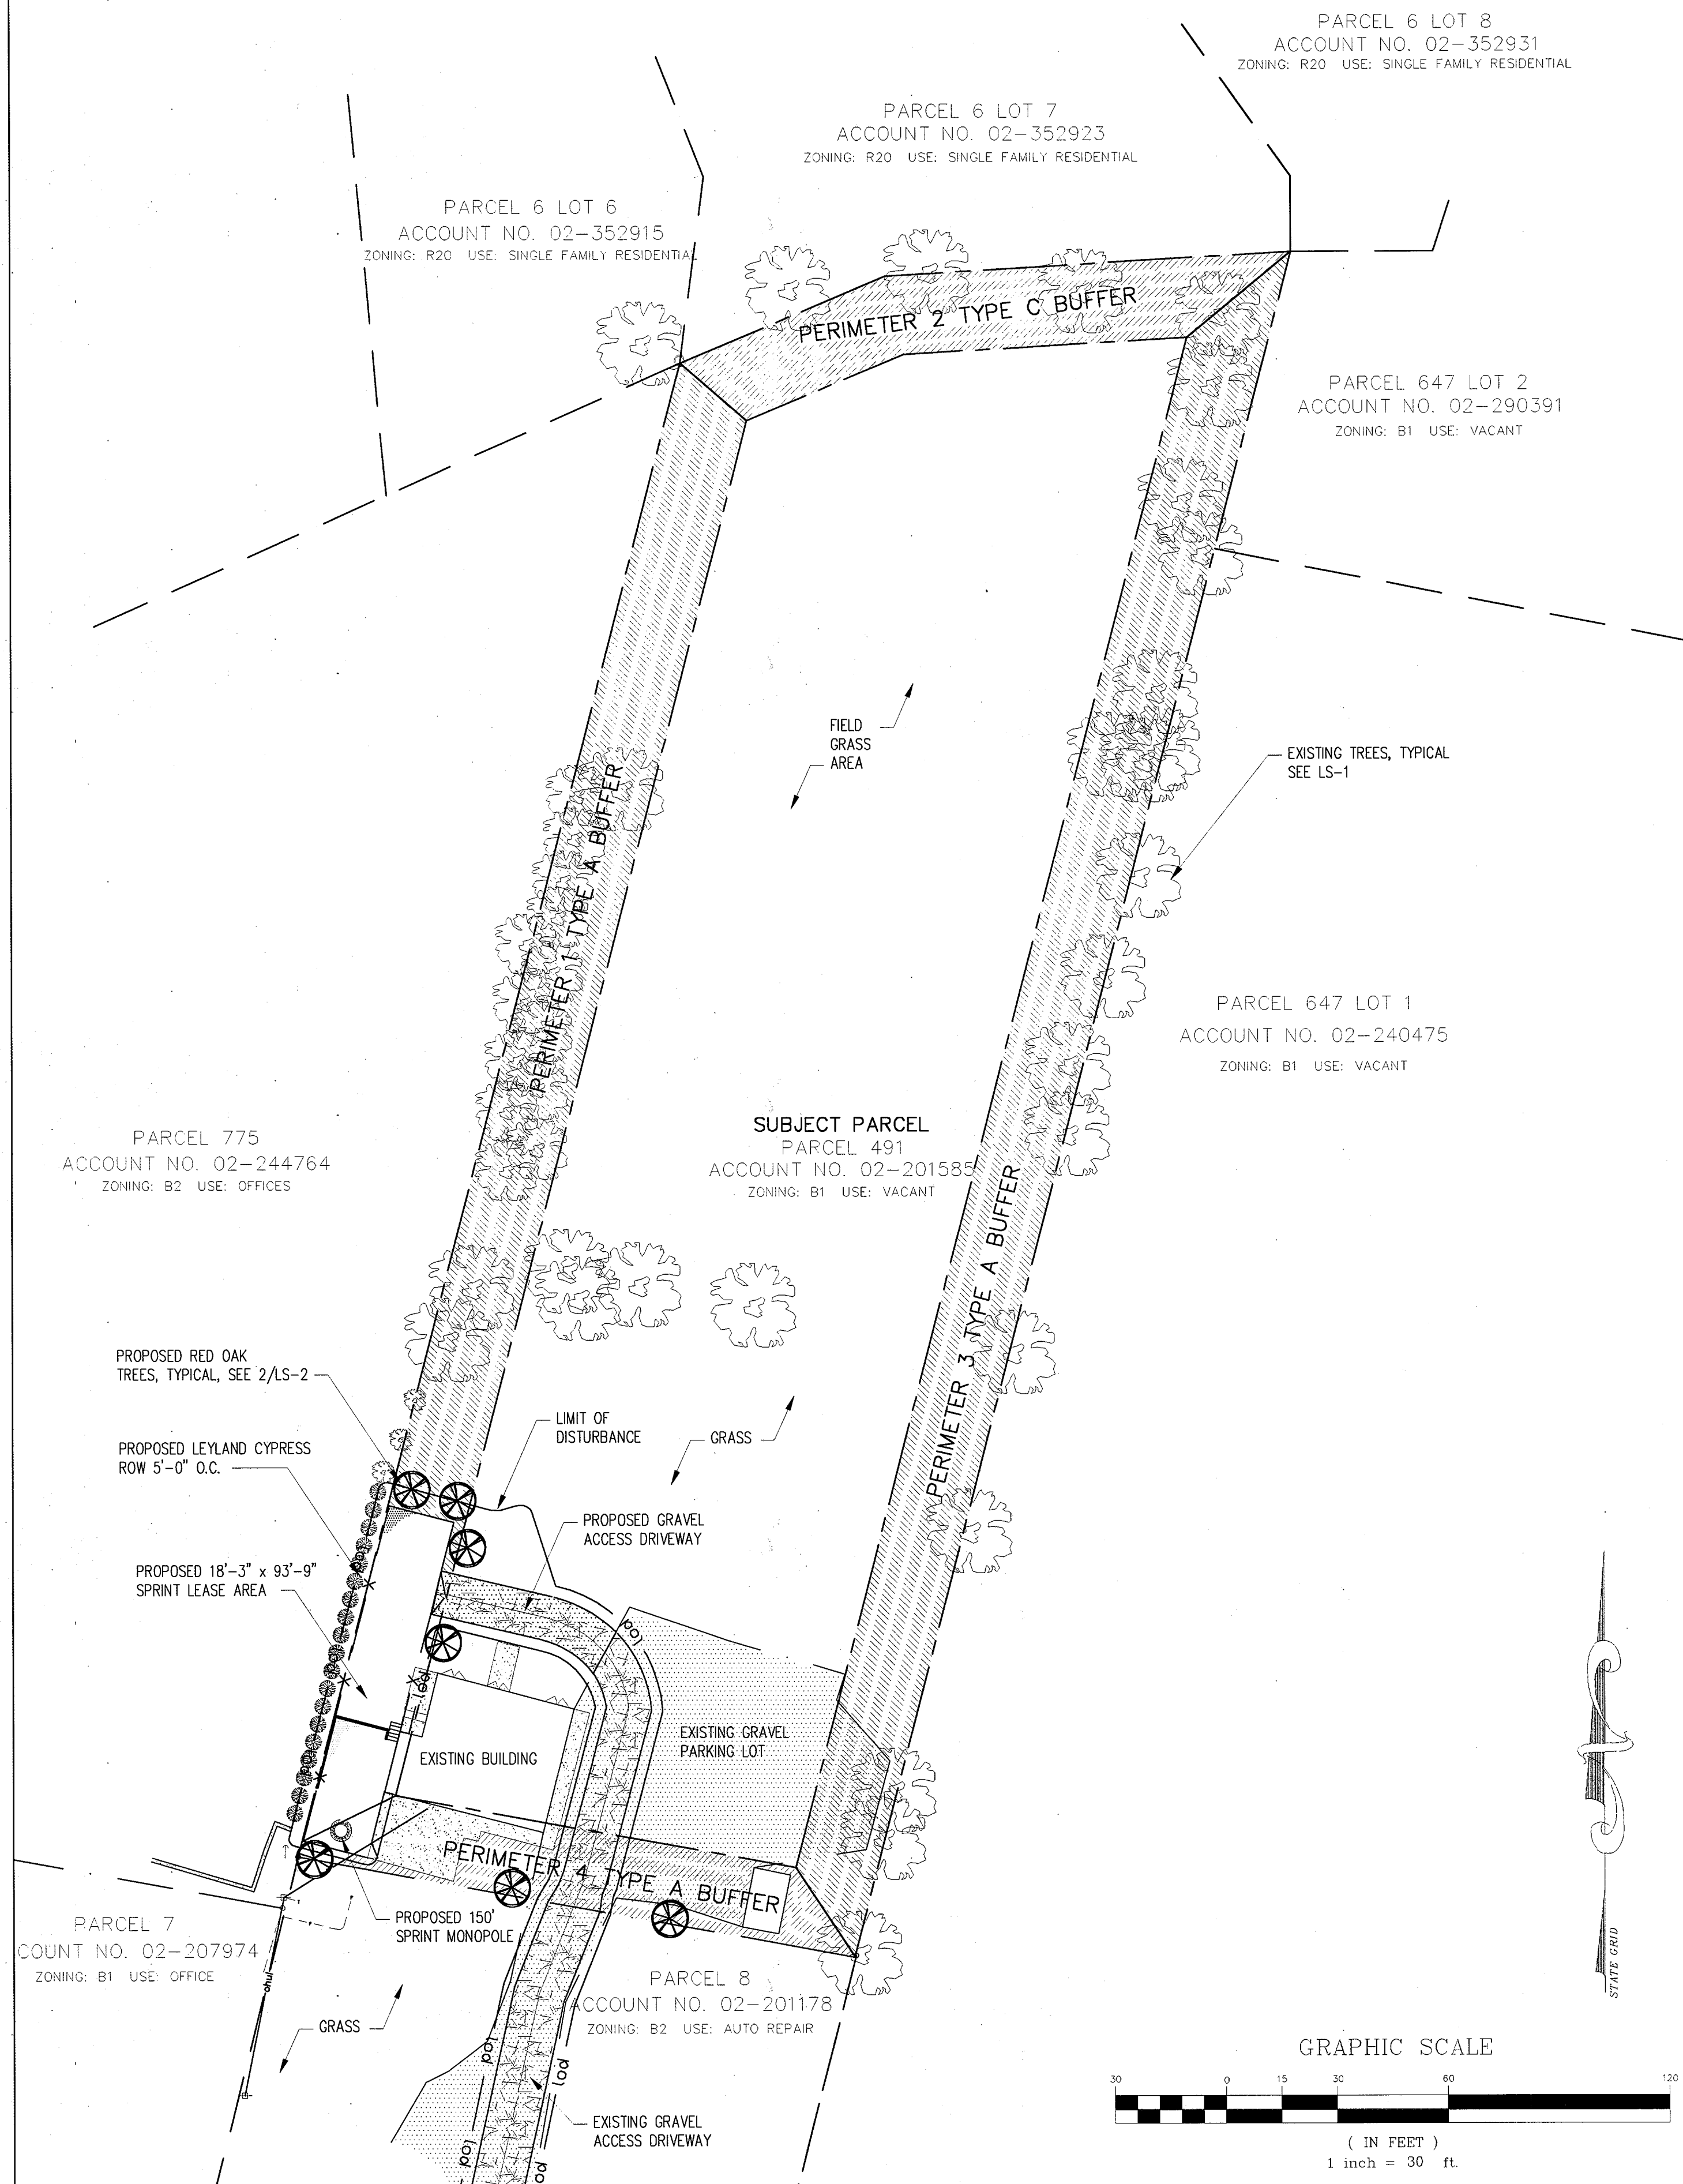 PARCEL 6 LOT 8
ACCOUNT NO. 02-352931
ZONING: R20 USE: SINGLE FAMILY RESIDENTIAL
PARCEL 6 LOT 7
ACCOUNT NO. 02-352923
ZONING: R20 USE: SINGLE FAMILY RESIDENTIAL
PARCEL 6 LOT 6
ACCOUNT NO. 02-352915
ZONING: R20 USE: SINGLE FAMILY RESIDENTIAL
PERIMETER 2 TYPE C BUFFER
PARCEL 647 LOT 2
ACCOUNT NO. 02-290391
ZONING: B1 USE: VACANT
FIELD
GRASS
AREA
EXISTING TREES, TYPICAL
SEE LS-1
PERIMETER 1 TYPE A BUFFER
PARCEL 647 LOT 1
ACCOUNT NO. 02-240475
ZONING: B1 USE: VACANT
SUBJECT PARCEL
PARCEL 491
ACCOUNT NO. 02-201585
ZONING: B1 USE: VACANT
PARCEL 775
ACCOUNT NO. 02-244764
ZONING: B2 USE: OFFICES
PERIMETER 3 TYPE A BUFFER
PROPOSED RED OAK
TREES, TYPICAL, SEE 2/LS-2
LIMIT OF
DISTURBANCE
GRASS
PROPOSED LEYLAND CYPRESS
ROW 5'-0" O.C.
PROPOSED GRAVEL
ACCESS DRIVEWAY
PROPOSED 18'-3" x 93'-9"
SPRINT LEASE AREA
lod
lod
lod
lod
EXISTING GRAVEL
PARKING LOT
EXISTING BUILDING
PERIMETER 4 TYPE A BUFFER
PROPOSED 150'
SPRINT MONOPOLE
PARCEL 7
COUNT NO. 02-207974
ZONING: B1 USE: OFFICE
ohul
PARCEL 8
ACCOUNT NO. 02-201178
ZONING: B2 USE: AUTO REPAIR
GRASS
lod
lod
EXISTING GRAVEL
ACCESS DRIVEWAY
lod
lod
STATE GRID
GRAPHIC SCALE
30 0 15 30 60 120
( IN FEET )
1 inch = 30 ft.